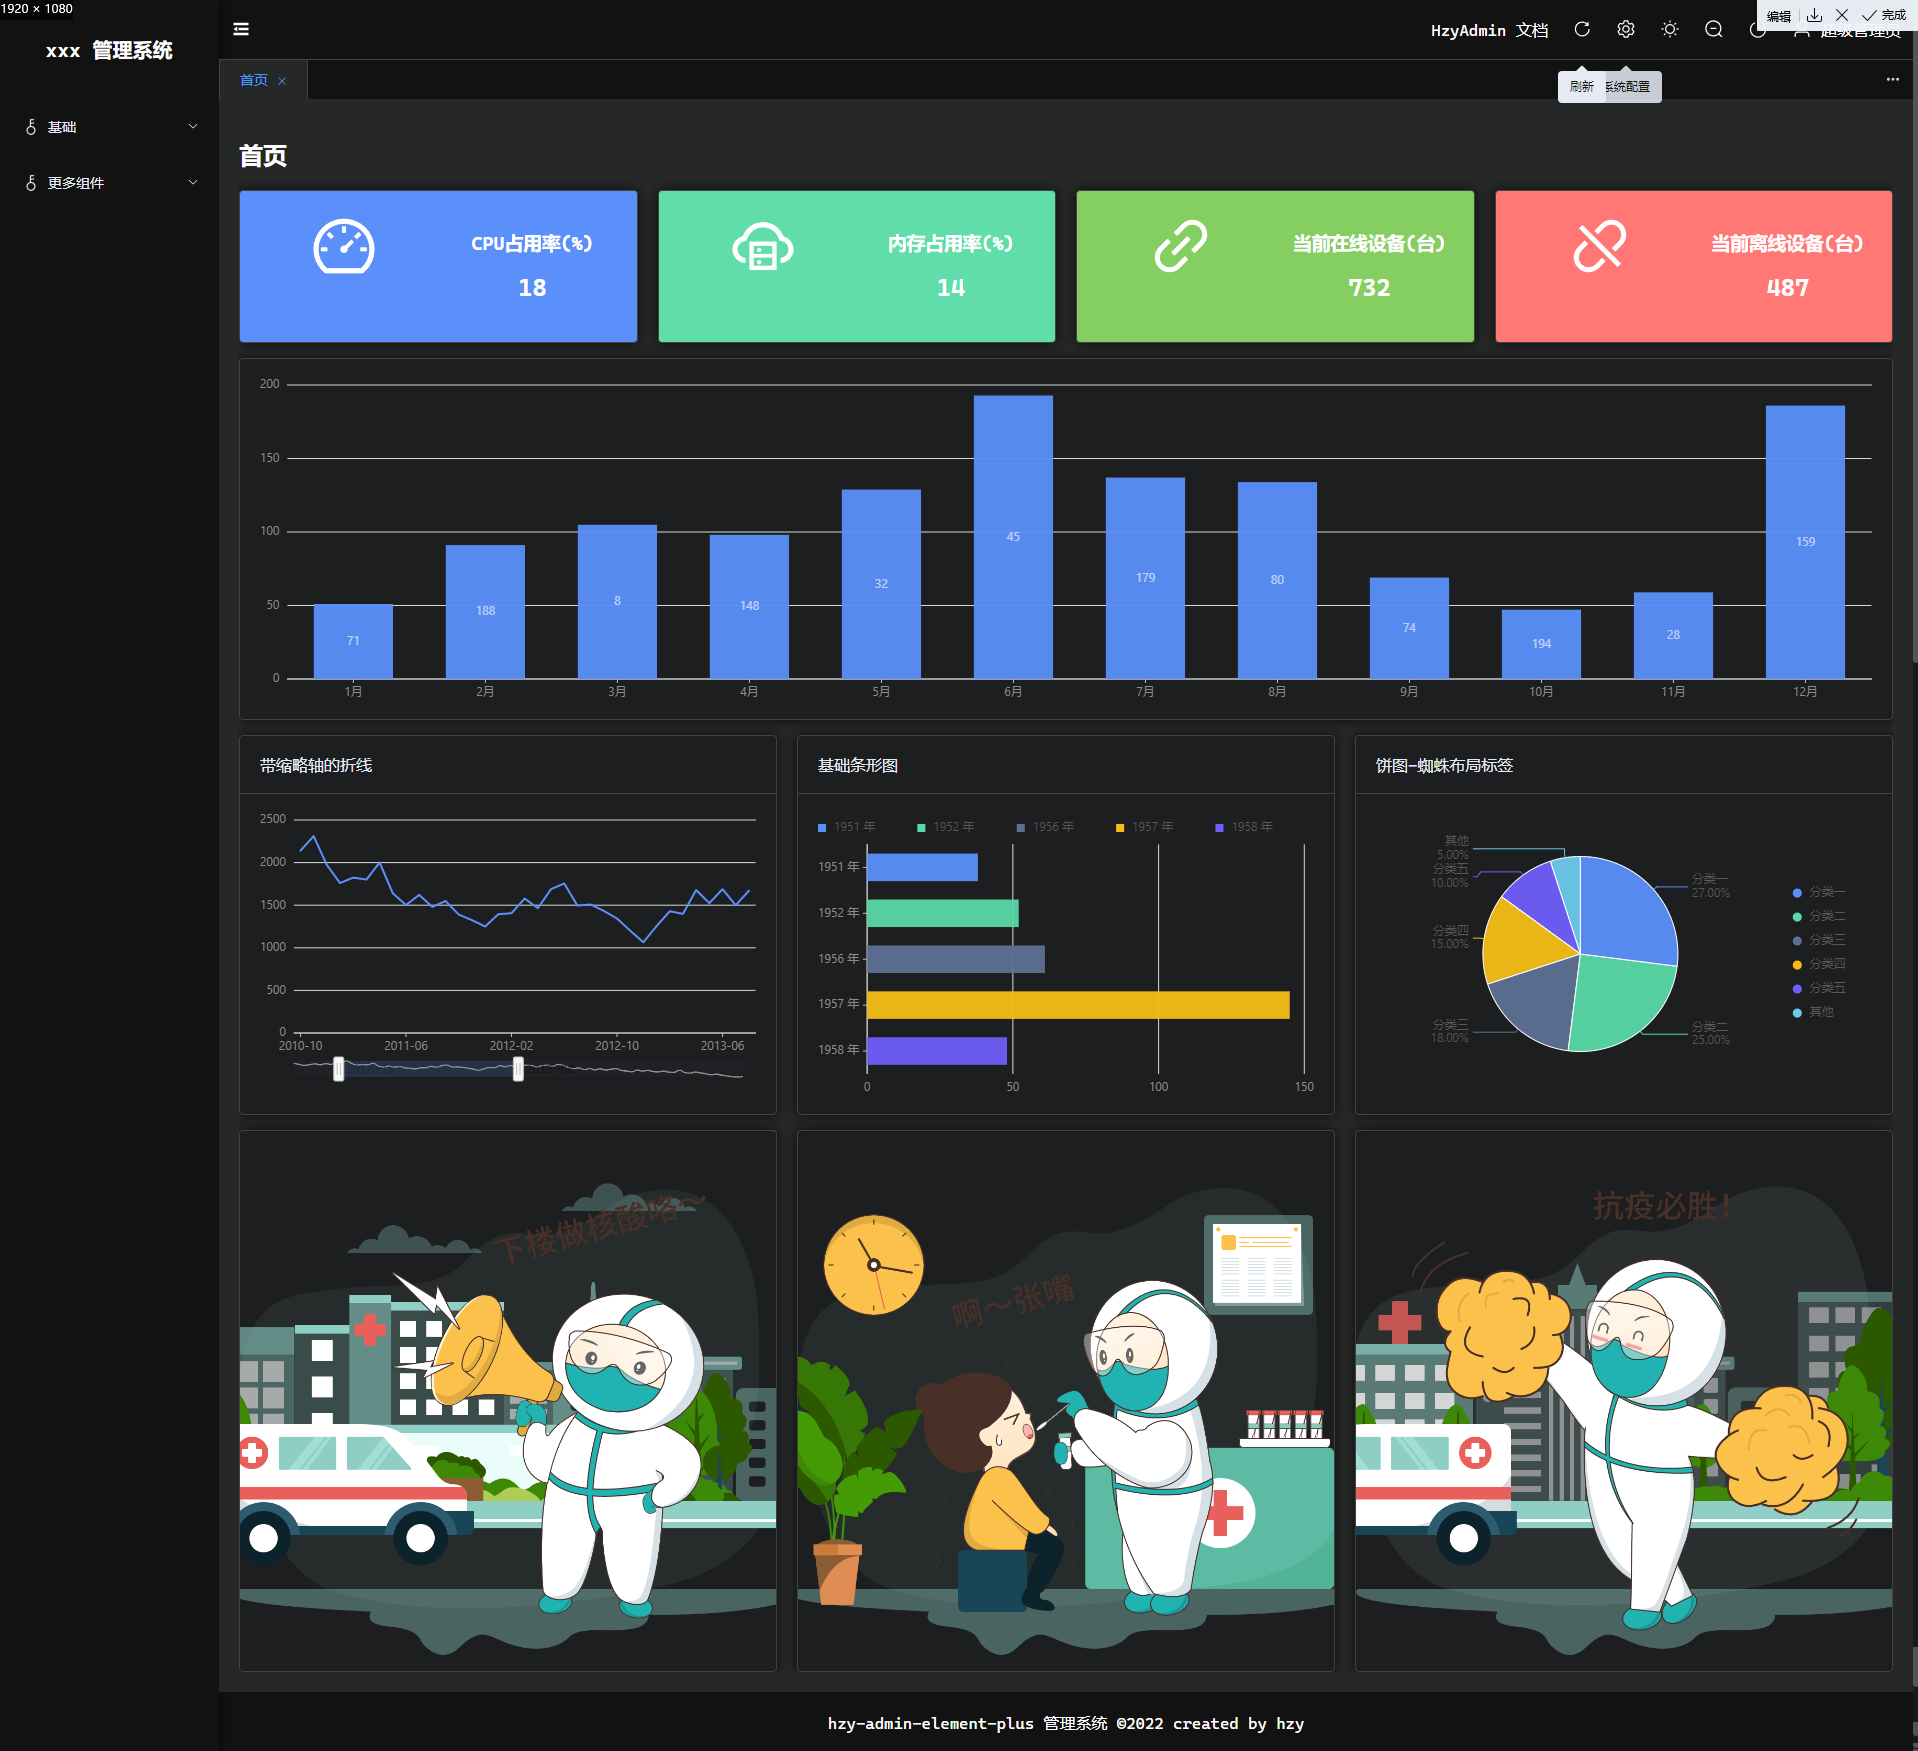 1920 × 1080
xxx 管理系统
基础
更多组件
HzyAdmin 文档
编辑
完成
超级管理员
首页
刷新
系统配置
首页
CPU占用率(%)
18
内存占用率(%)
14
当前在线设备(台)
732
当前离线设备(台)
487
200
150
100
50
0
71
188
8
148
32
45
179
80
74
194
28
159
1月
2月
3月
4月
5月
6月
7月
8月
9月
10月
11月
12月
带缩略轴的折线
2500
2000
1500
1000
500
0
2010-10
2011-06
2012-02
2012-10
2013-06
基础条形图
1951 年
1952 年
1956 年
1957 年
1958 年
1951 年
1952 年
1956 年
1957 年
1958 年
0
50
100
150
饼图-蜘蛛布局标签
其他
5.00%
分类五
10.00%
分类四
15.00%
分类三
18.00%
分类一
27.00%
分类二
25.00%
分类一
分类二
分类三
分类四
分类五
其他
下楼做核酸咯～
啊～张嘴
抗疫必胜!
hzy-admin-element-plus 管理系统 ©2022 created by hzy